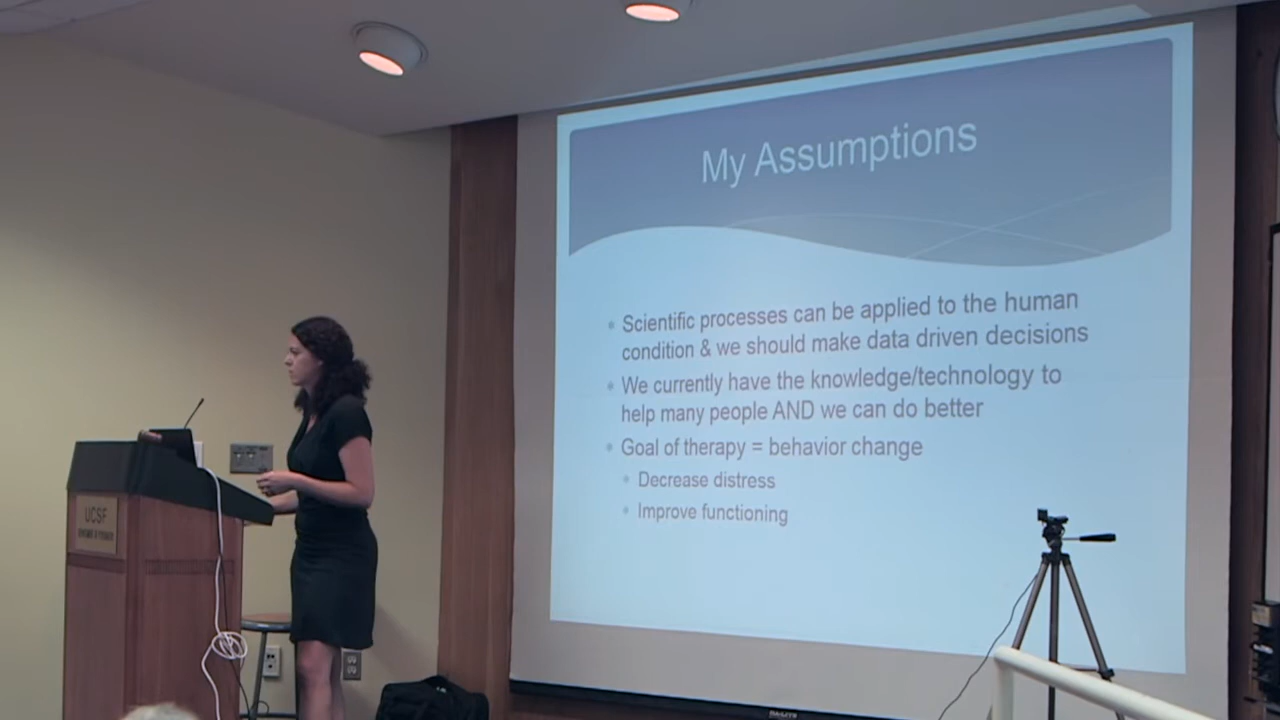 My Assumptions
Scientific processes can be applied to the human
condition & we should make data driven decisions
We currently have the knowledge/technology to
help many people AND we can do better
Goal of therapy = behavior change
Decrease distress
Improve functioning
UCSF